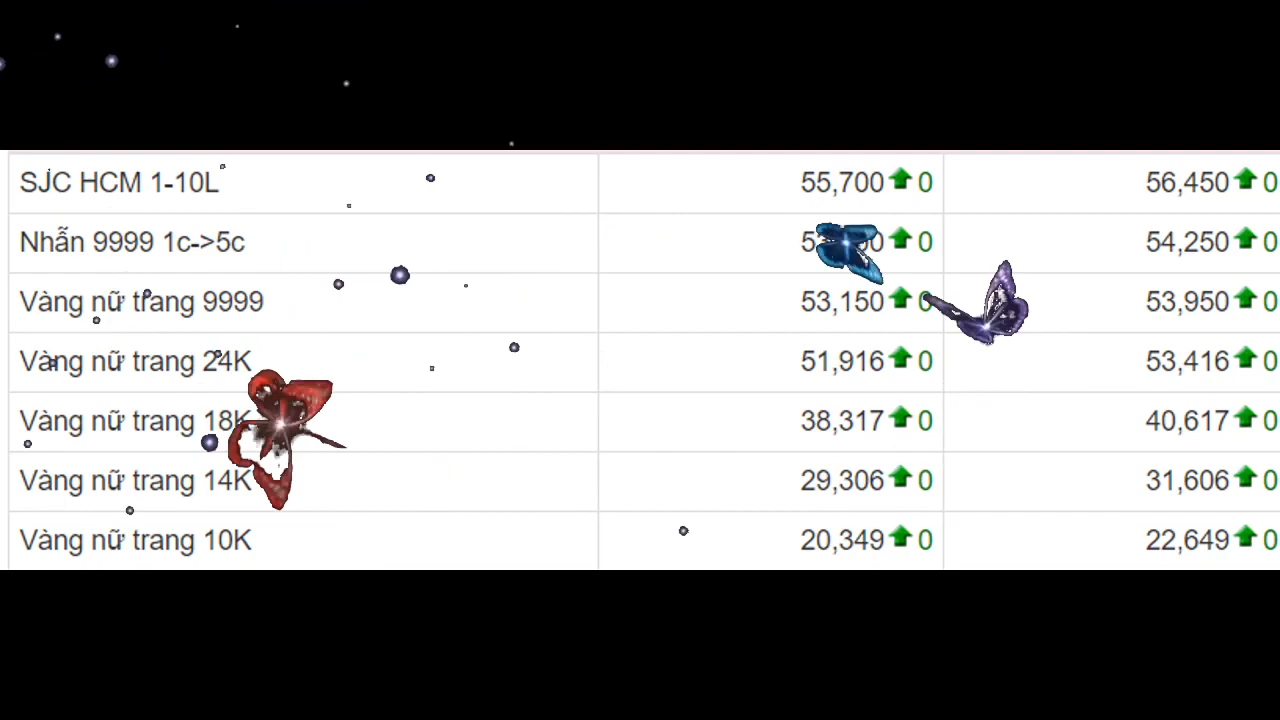 SJC HCM 1-10L 55,700 0 56,450 0
Nhẫn 9999 1c->5c 0 54,250 0
Vàng nữ trang 9999 53,150 0 53,950 0
Vàng nữ trang 24K 51,916 0 53,416 0
Vàng nữ trang 18K 38,317 0 40,617 0
Vàng nữ trang 14K 29,306 0 31,606 0
Vàng nữ trang 10K 20,349 0 22,649 0